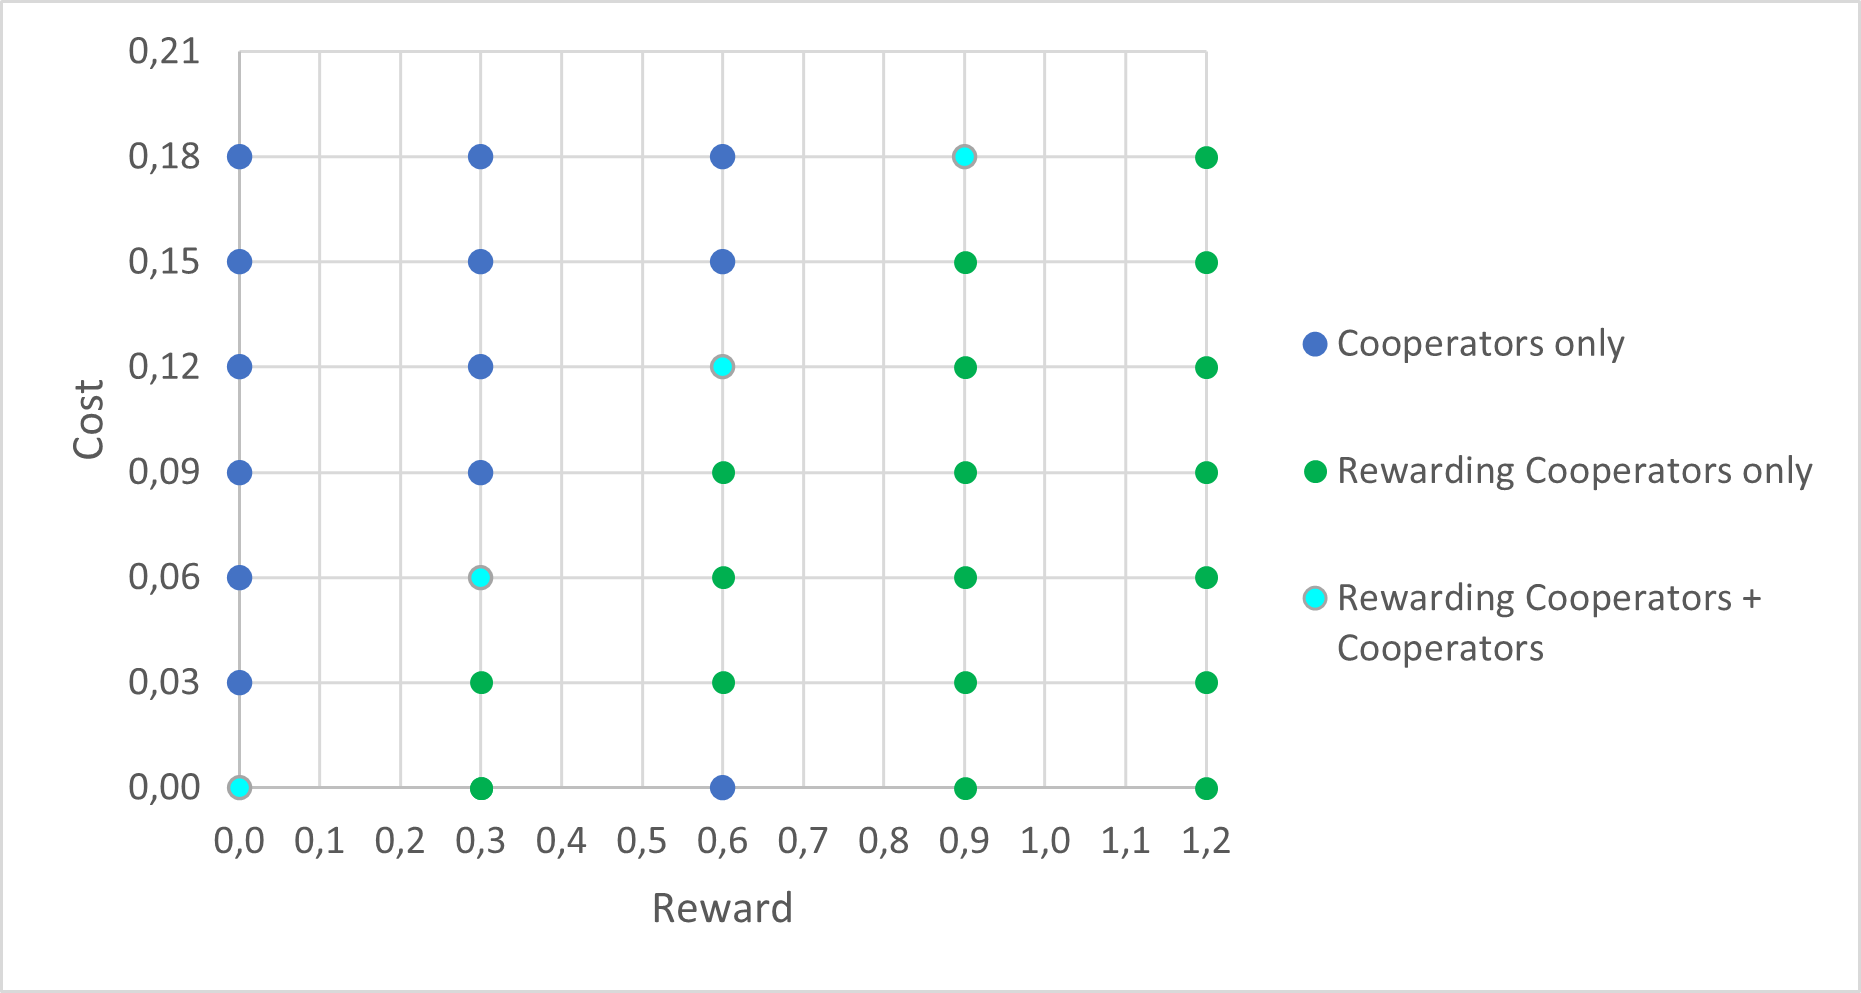 0,21
0,18
0,15
0,12
0,09
0,06
0,03
0,00
Cost
0,0 0,1 0,2 0,3 0,4 0,5 0,6 0,7 0,8 0,9 1,0 1,1 1,2
Reward
Cooperators only
Rewarding Cooperators only
Rewarding Cooperators +
Cooperators